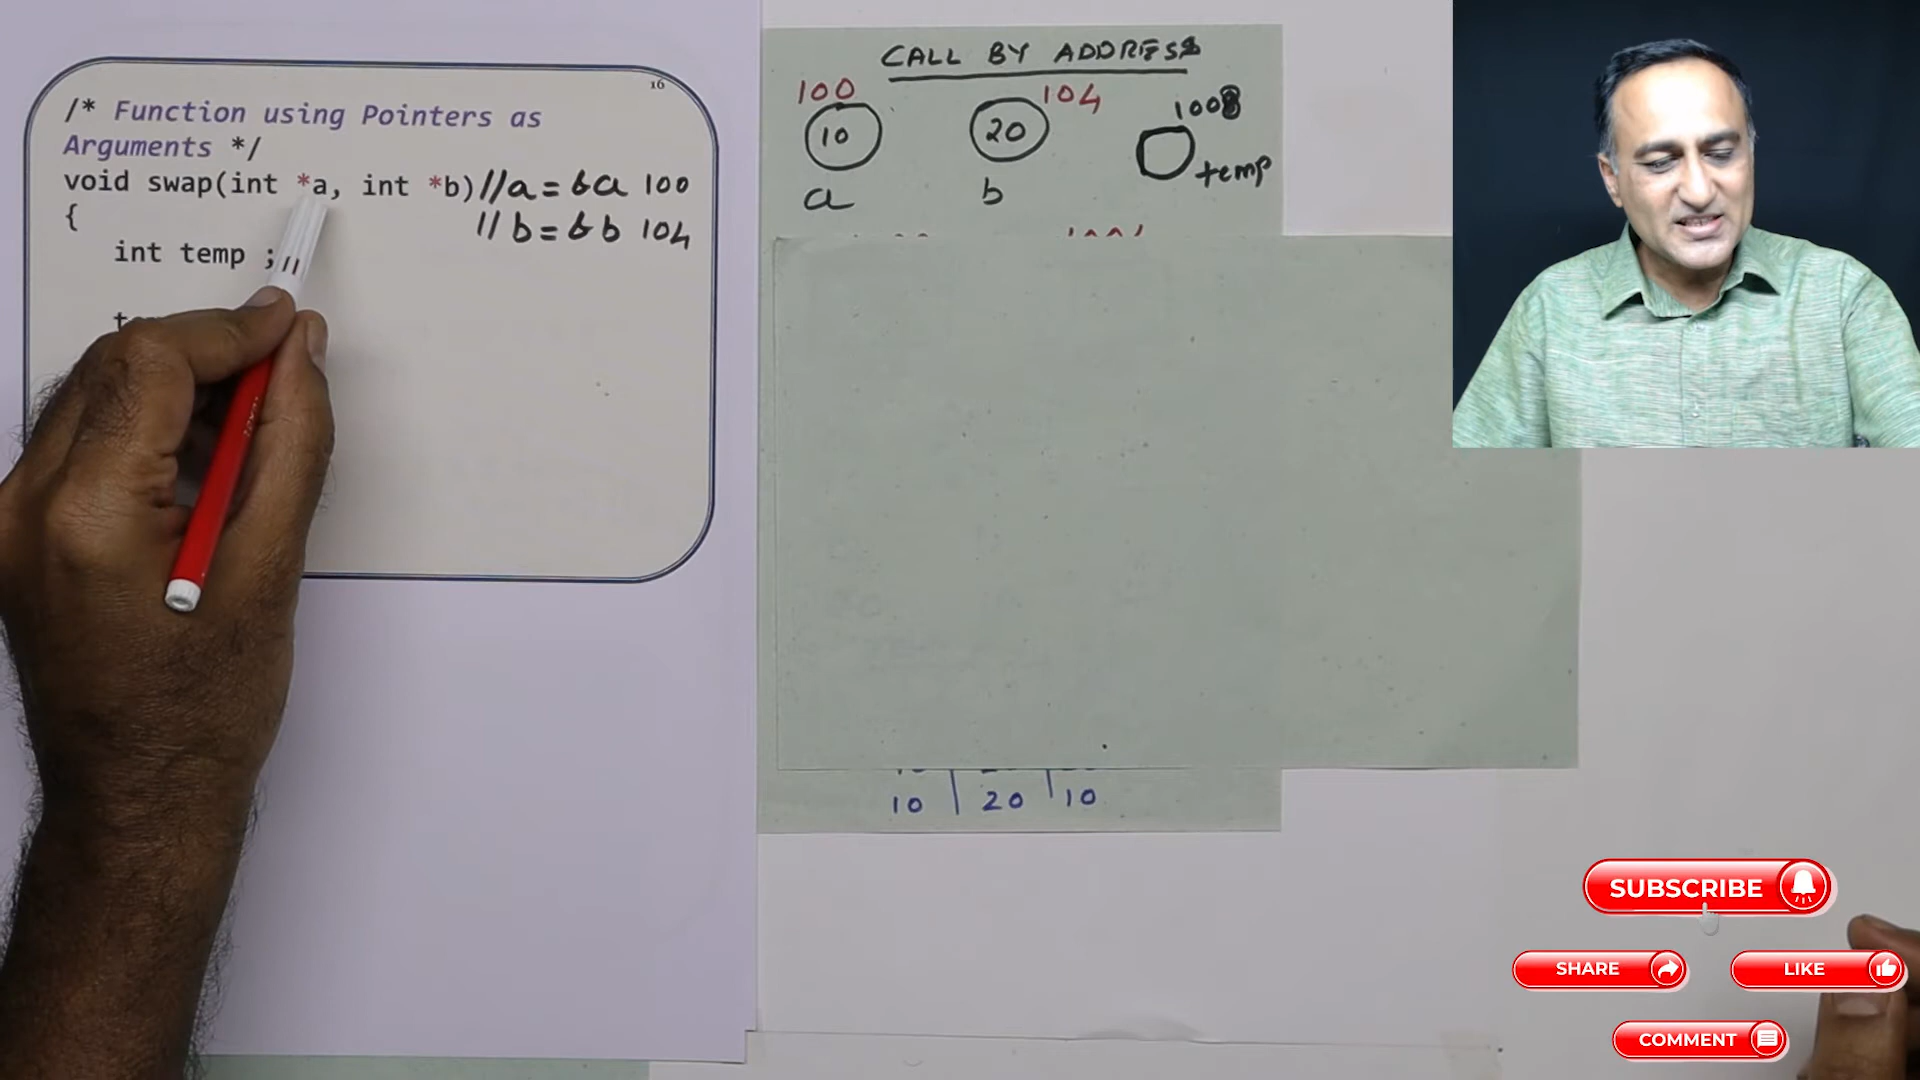 16
/* Function using Pointers as
Arguments */
void swap(int *a, int *b) //a = &a 100
{ // b = &b 104
int temp ;
CALL BY ADDRESS
100 104 1008
10 20
temp
a b
10 20 10
SUBSCRIBE
SHARE LIKE
COMMENT